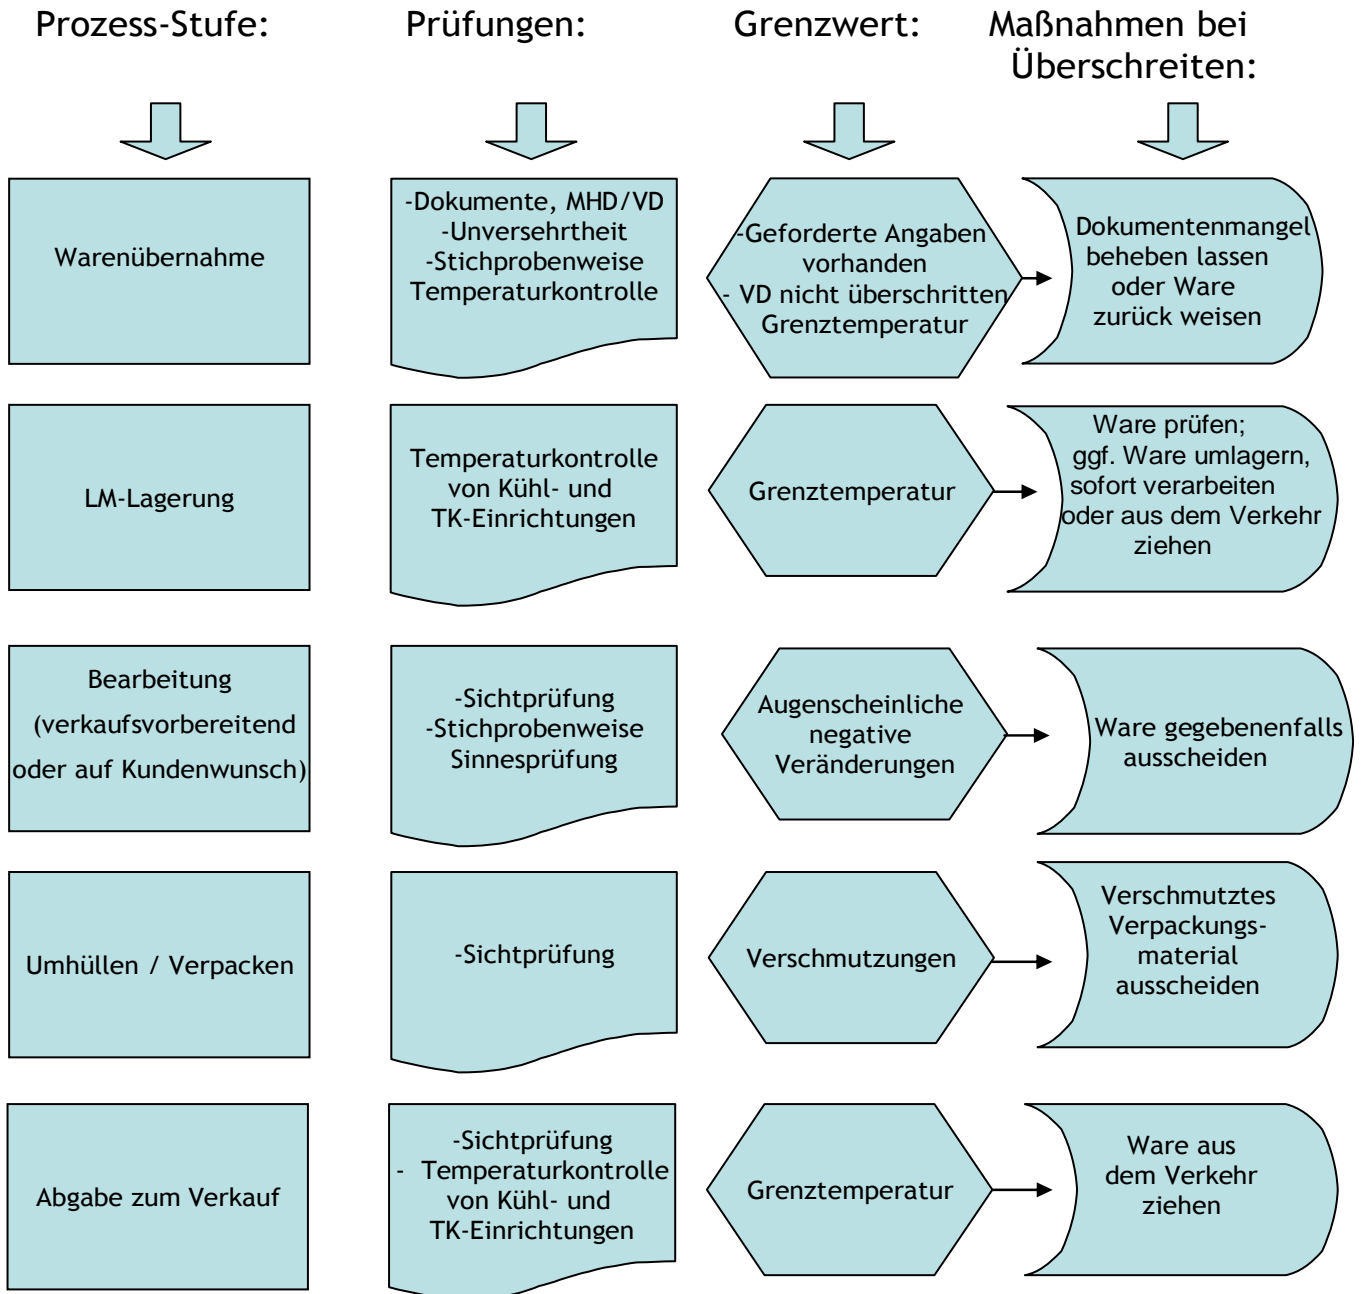 Prozess-Stufe:
Prüfungen:
Grenzwert:
Maßnahmen bei
Überschreiten:
Warenübernahme
-Dokumente, MHD/VD
-Unversehrtheit
-Stichprobenweise
Temperaturkontrolle
-Geforderte Angaben
vorhanden
- VD nicht überschritten
Grenztemperatur
Dokumentenmangel
beheben lassen
oder Ware
zurück weisen
LM-Lagerung
Temperaturkontrolle
von Kühl- und
TK-Einrichtungen
Grenztemperatur
Ware prüfen;
ggf. Ware umlagern,
sofort verarbeiten
oder aus dem Verkehr
ziehen
Bearbeitung
(verkaufsvorbereitend
oder auf Kundenwunsch)
-Sichtprüfung
-Stichprobenweise
Sinnesprüfung
Augenscheinliche
negative
Veränderungen
Ware gegebenenfalls
ausscheiden
Umhüllen / Verpacken
-Sichtprüfung
Verschmutzungen
Verschmutztes
Verpackungs-
material
ausscheiden
Abgabe zum Verkauf
-Sichtprüfung
- Temperaturkontrolle
von Kühl- und
TK-Einrichtungen
Grenztemperatur
Ware aus
dem Verkehr
ziehen